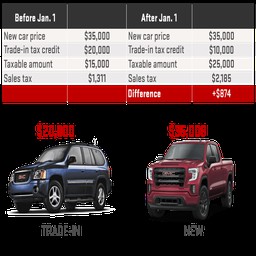 Before Jan. 1 After Jan. 1
New car price $35,000 New car price $35,000
Trade-in tax credit $20,000 Trade-in tax credit $10,000
Taxable amount $15,000 Taxable amount $25,000
Sales tax $1,311 Sales tax $2,185
Difference +$874
$20,000 $35,000
TRADE-IN NEW